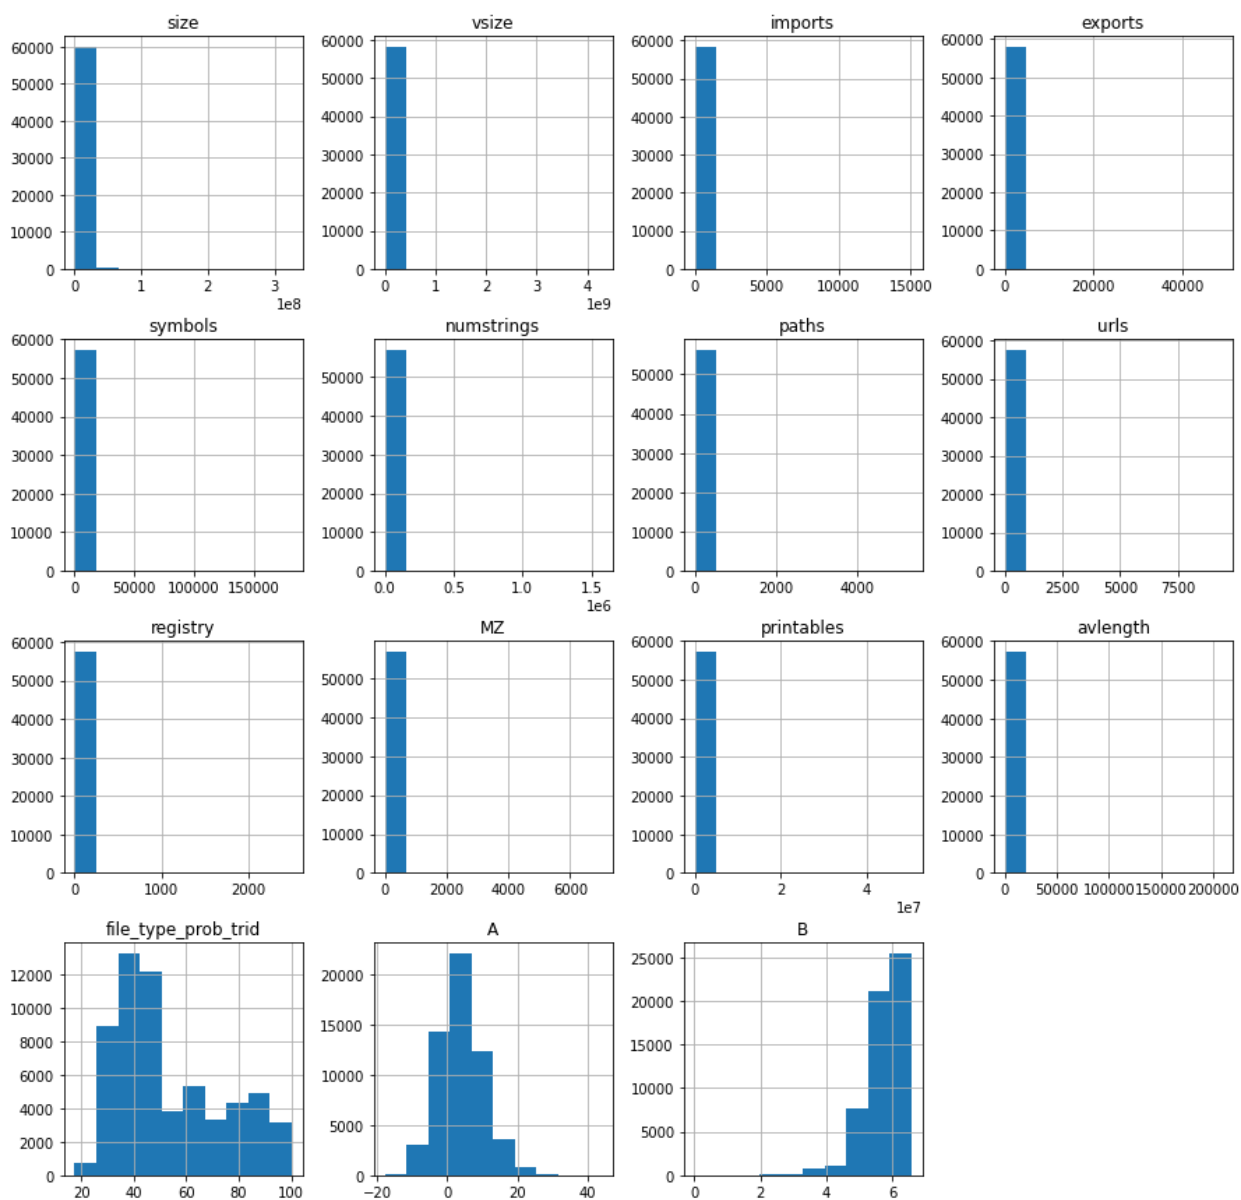 size vsize imports exports
60000 60000 60000 60000
50000 50000 50000 50000
40000 40000 40000 40000
30000 30000 30000 30000
20000 20000 20000 20000
10000 10000 10000 10000
0 0 0 0
0 1 2 3 0 1 2 3 4 0 5000 10000 15000 0 20000 40000
1e8 1e9
symbols numstrings paths urls
60000 60000
50000 50000 50000 50000
40000 40000 40000 40000
30000 30000 30000 30000
20000 20000 20000 20000
10000 10000 10000 10000
0 0 0 0
0 50000 100000 150000 0.0 0.5 1.0 1.5 0 2000 4000 0 2500 5000 7500
1e6
registry MZ printables avlength
60000 60000 60000
50000 50000 50000 50000
40000 40000 40000 40000
30000 30000 30000 30000
20000 20000 20000 20000
10000 10000 10000 10000
0 0 0 0
0 1000 2000 0 2000 4000 6000 0 2 4 0 50000 100000 150000 200000
1e7
file_type_prob_trid A B
12000 20000 25000
10000 15000 20000
8000 10000 15000
6000 5000 10000
4000 0 5000
2000 0
0
20 40 60 80 100 −20 0 20 40 0 2 4 6